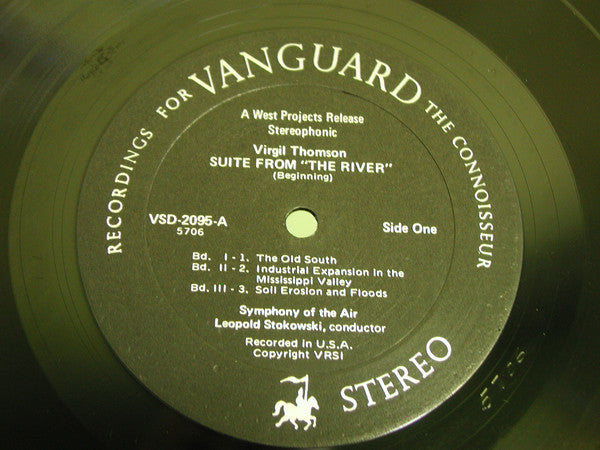 RECORDINGS FOR VANGUARD THE CONNOISSEUR
A West Projects Release
Stereophonic
Virgil Thomson
SUITE FROM "THE RIVER"
(Beginning)
VSD-2095-A
5706
Side One
Bd. I - 1. The Old South
Bd. II - 2. Industrial Expansion in the
Mississippi Valley
Bd. III - 3. Soil Erosion and Floods
Symphony of the Air
Leopold Stokowski, conductor
Recorded in U.S.A.
Copyright VRSI
STEREO
5706